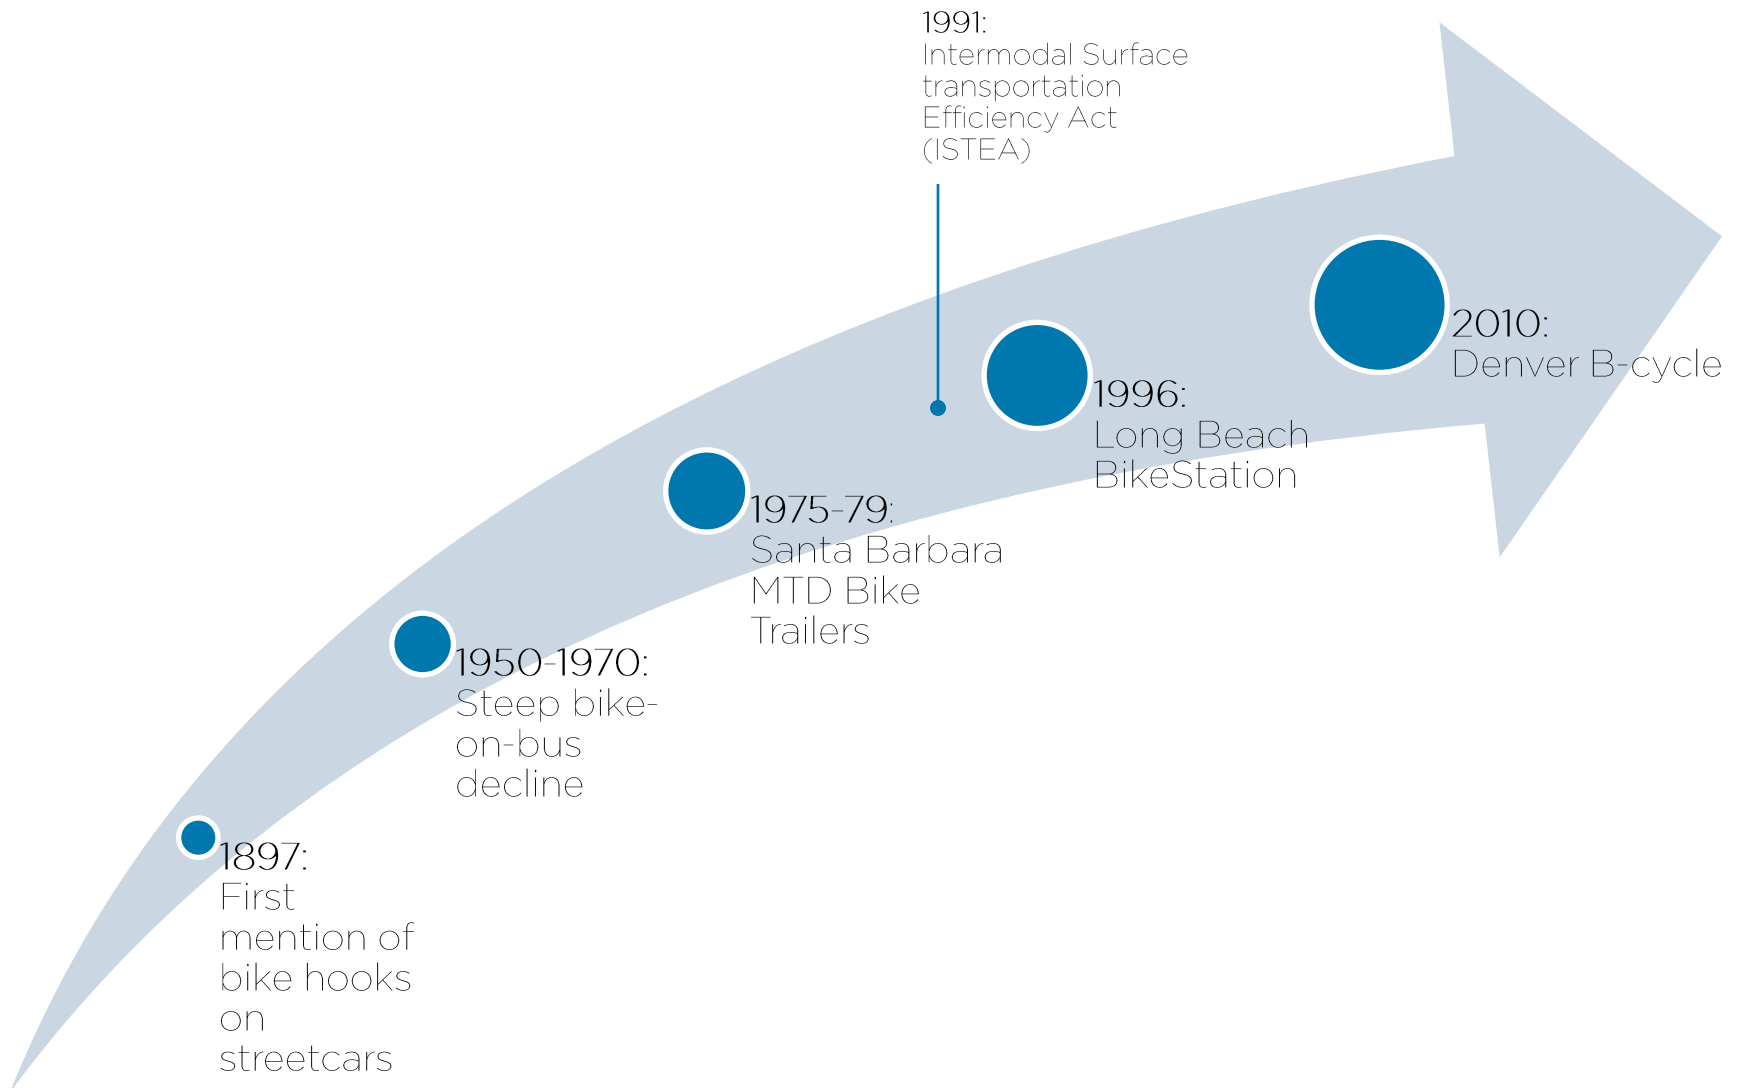 1991:
Intermodal Surface
transportation
Efficiency Act
(ISTEA)
2010:
Denver B-cycle
1996:
Long Beach
BikeStation
1975-79:
Santa Barbara
MTD Bike
Trailers
1950-1970:
Steep bike-
on-bus
decline
1897:
First
mention of
bike hooks
on
streetcars